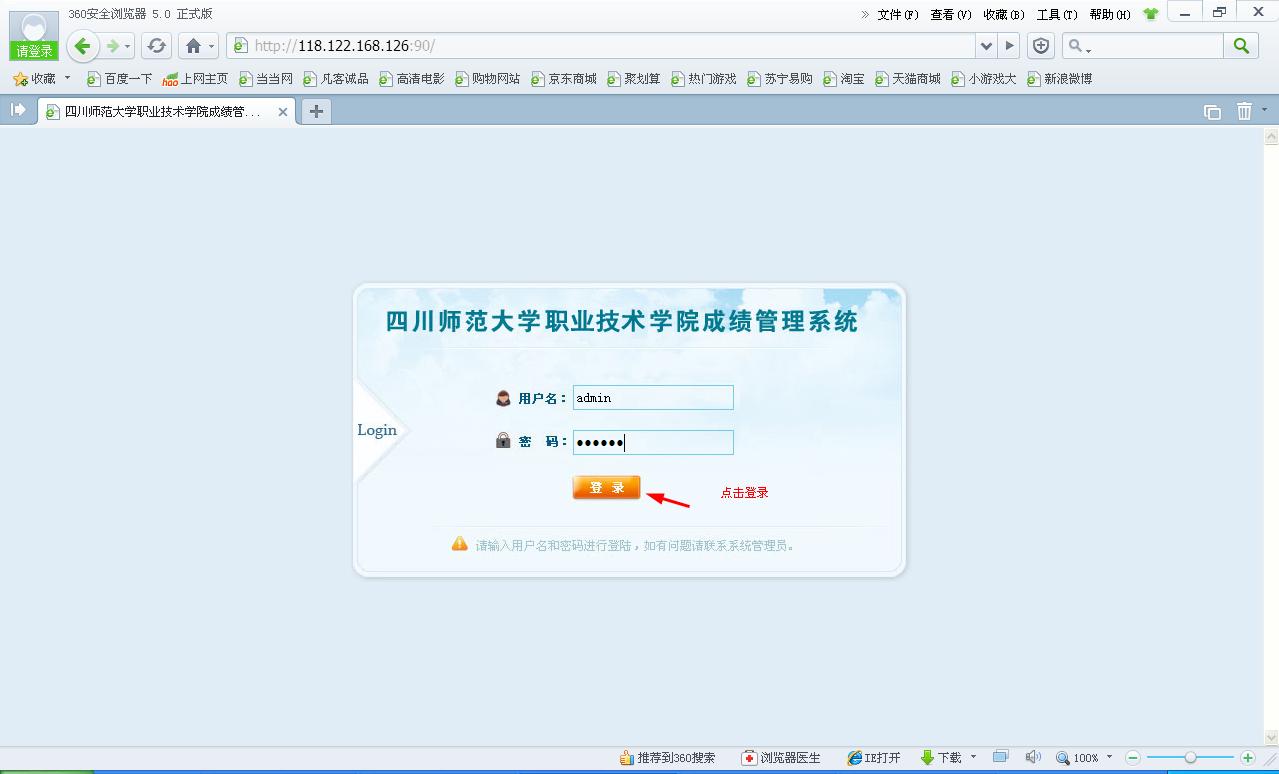 360安全浏览器 5.0 正式版
» 文件(F) 查看(V) 收藏(B) 工具(T) 帮助(H)
请登录
http://118.122.168.126:90/
收藏 百度一下 hao 上网主页 当当网 凡客诚品 高清电影 购物网站 京东商城 聚划算 热门游戏 苏宁易购 淘宝 天猫商城 小游戏大 新浪微博
四川师范大学职业技术学院成绩管...
四川师范大学职业技术学院成绩管理系统
用户名： admin
Login
密 码： ●●●●●●
登 录
点击登录
请输入用户名和密码进行登陆，如有问题请联系系统管理员。
推荐到360搜索 浏览器医生 IE打开 下载 100%